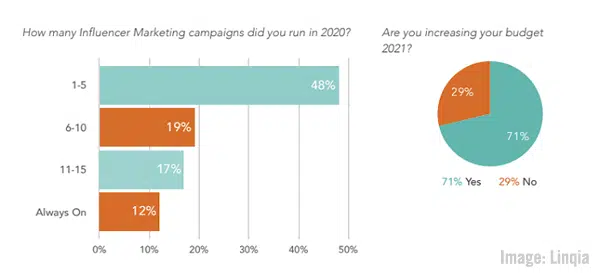 How many Influencer Marketing campaigns did you run in 2020?
1-5
48%
6-10
19%
11-15
17%
Always On
12%
0%
10%
20%
30%
40%
50%
Are you increasing your budget
2021?
29%
71%
71% Yes
29% No
Image: Linqia